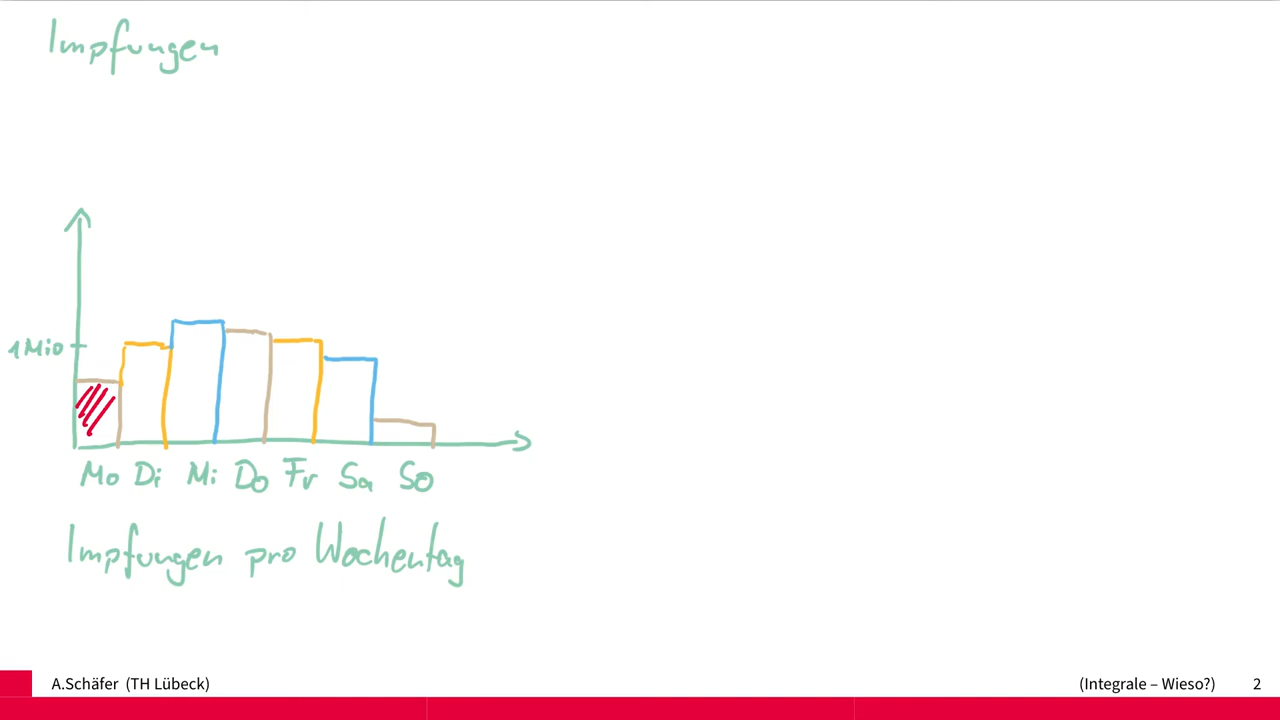 Impfungen
1 Mio
Mo Di Mi Do Fr Sa So
Impfungen pro Wochentag
A.Schäfer (TH Lübeck) (Integrale – Wieso?) 2